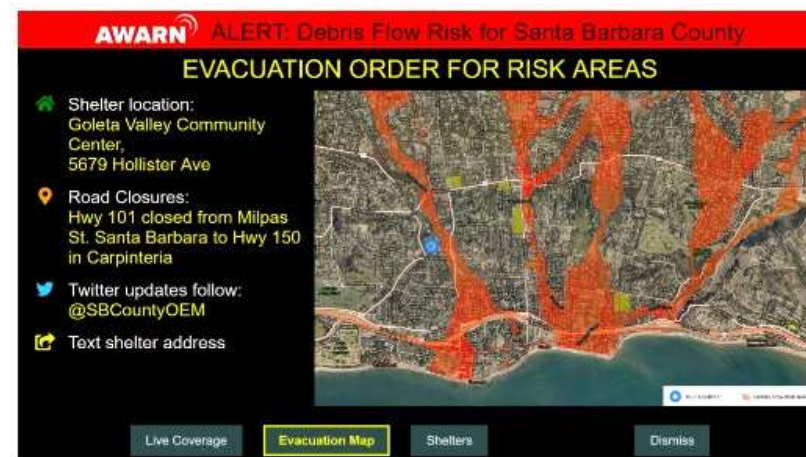 AWARN ALERT: Debris Flow Risk for Santa Barbara County
EVACUATION ORDER FOR RISK AREAS
Shelter location:
Goleta Valley Community
Center,
5679 Hollister Ave
Road Closures:
Hwy 101 closed from Milpas
St. Santa Barbara to Hwy 150
in Carpinteria
Twitter updates follow:
@SBCountyOEM
Text shelter address
Live Coverage
Evacuation Map
Shelters
Dismiss